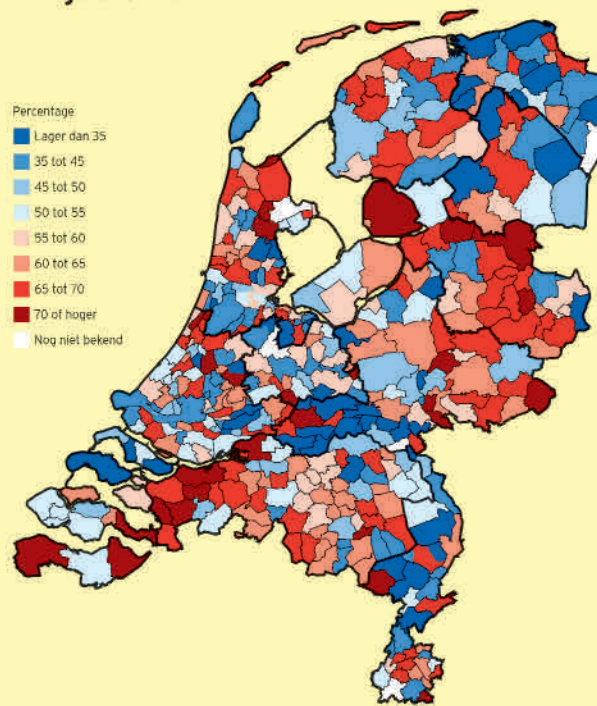 Percentage
Lager dan 35
35 tot 45
45 tot 50
50 tot 55
55 tot 60
60 tot 65
65 tot 70
70 of hoger
Nog niet bekend